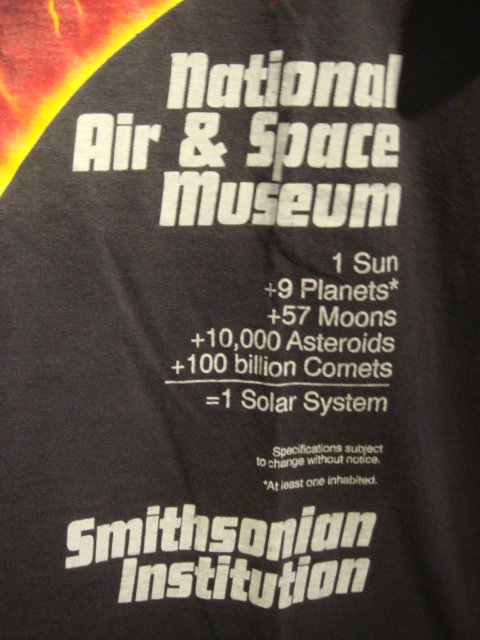 National
Air & Space
Museum
1 Sun
+9 Planets*
+57 Moons
+10,000 Asteroids
+100 billion Comets
=1 Solar System
Specifications subject
to change without notice.
*At least one inhabited.
Smithsonian
Institution